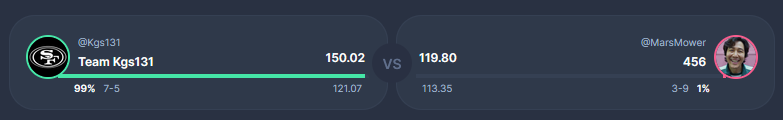 @Kgs131
Team Kgs131
150.02
99% 7-5
121.07
VS
@MarsMower
119.80
456
113.35
3-9 1%
SF